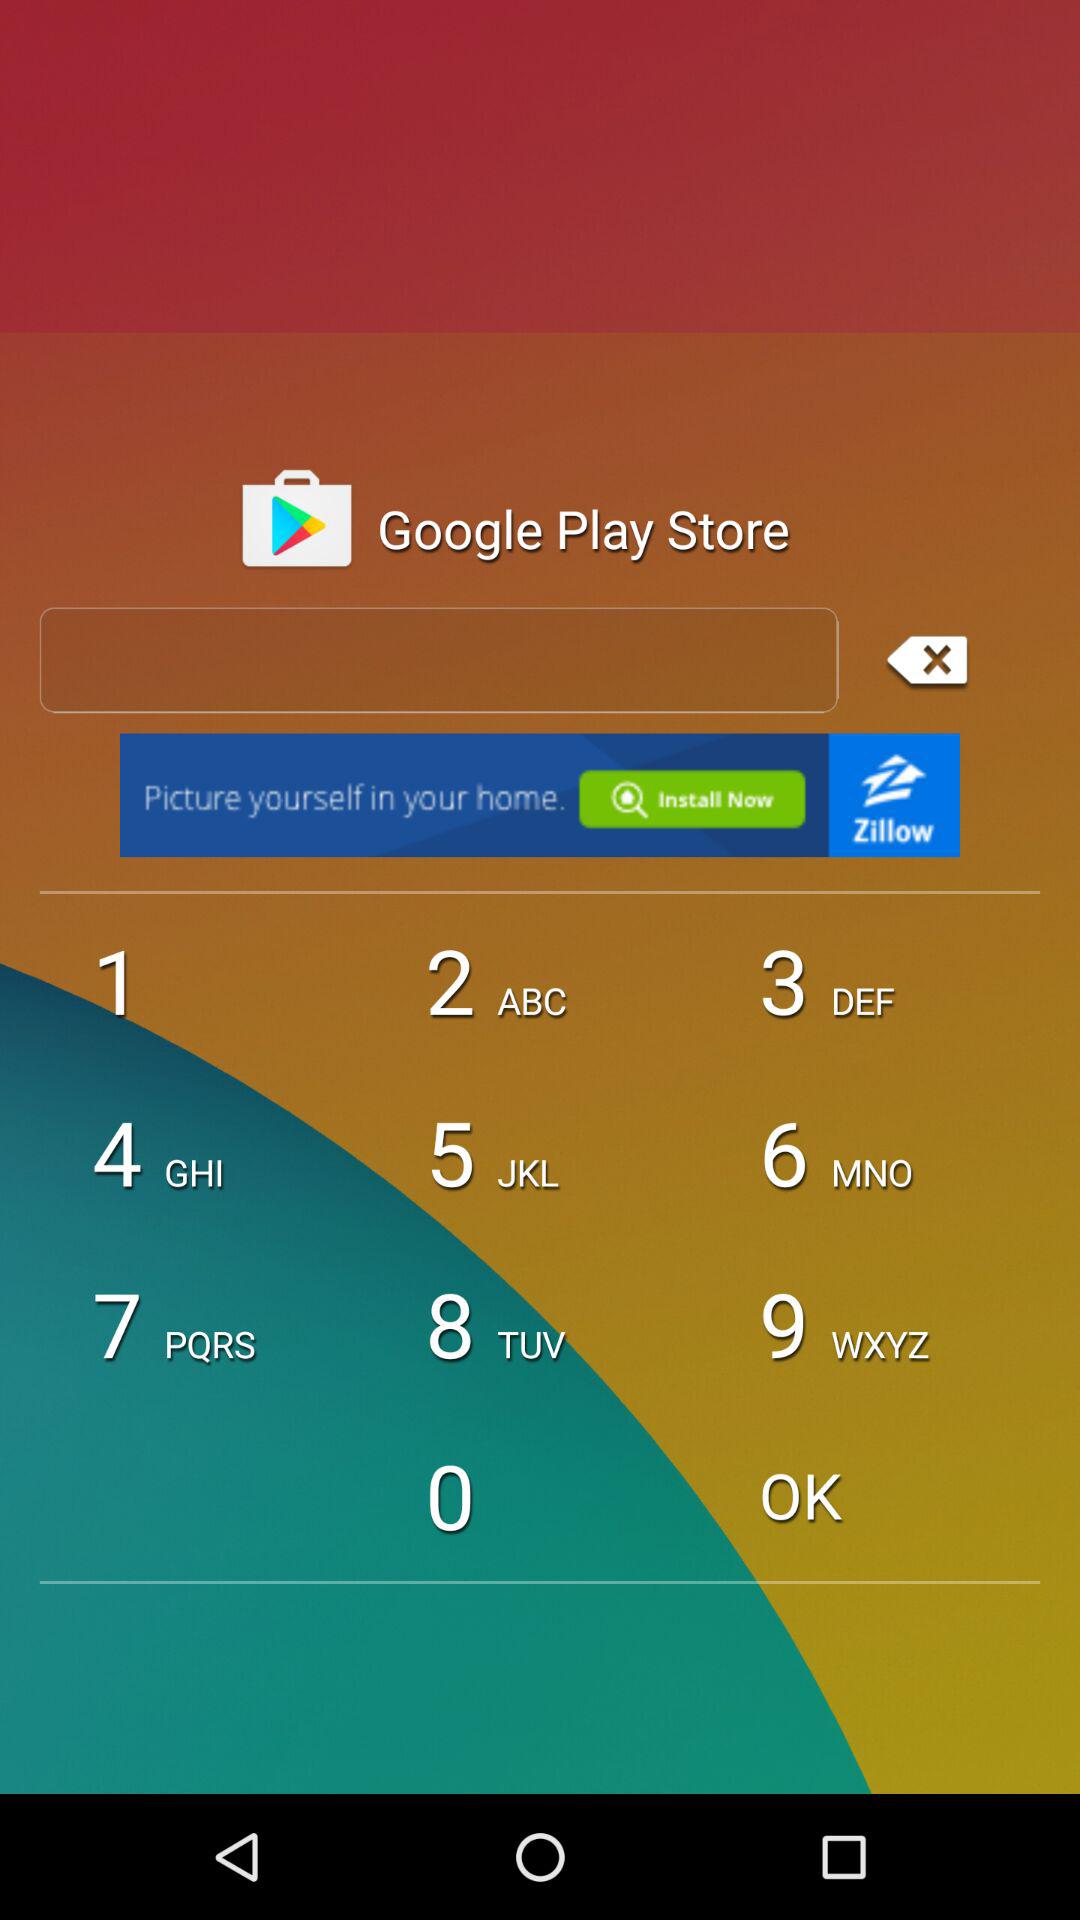 Google Play Store
Picture yourself in your home. Install Now Zillow
1 2 ABC 3 DEF
4 GHI 5 JKL 6 MNO
7 PQRS 8 TUV 9 WXYZ
0 OK